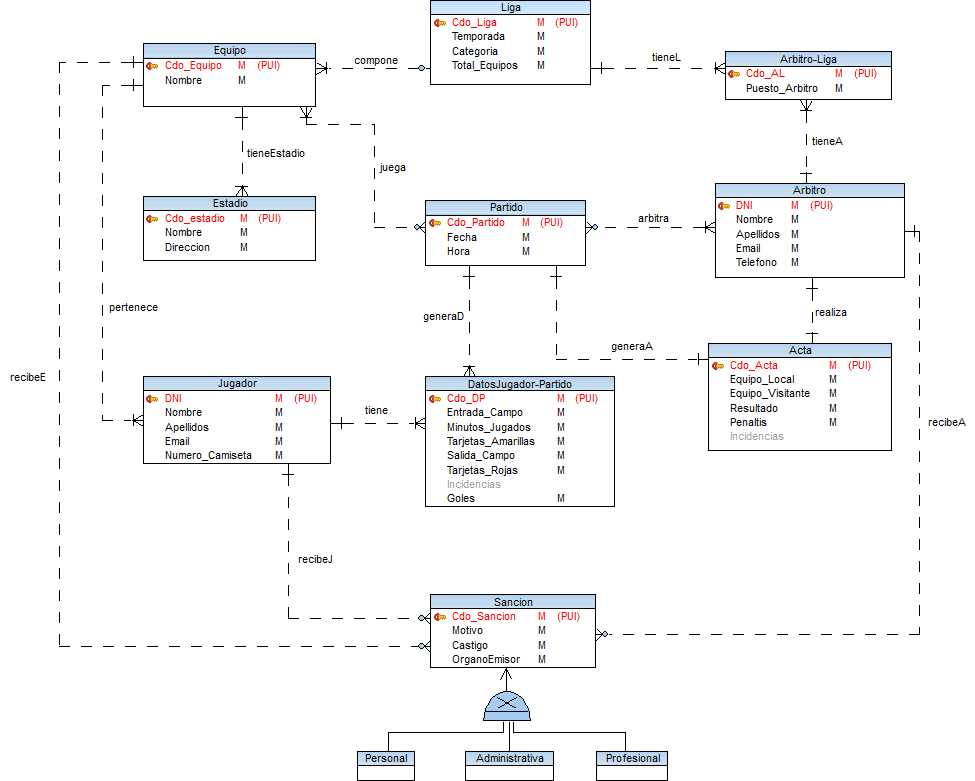 Liga
Cdo_Liga M (PUI)
Temporada M
Categoria M
Total_Equipos M
Equipo
Cdo_Equipo M (PUI)
Nombre M
compone
tieneL
Arbitro-Liga
Cdo_AL M (PUI)
Puesto_Arbitro M
tieneEstadio
juega
tieneA
Estadio
Cdo_estadio M (PUI)
Nombre M
Direccion M
Partido
Cdo_Partido M (PUI)
Fecha M
Hora M
arbitra
Arbitro
DNI M (PUI)
Nombre M
Apellidos M
Email M
Telefono M
pertenece
generaD
generaA
realiza
recibeE
Jugador
DNI M (PUI)
Nombre M
Apellidos M
Email M
Numero_Camiseta M
tiene
DatosJugador-Partido
Cdo_DP M (PUI)
Entrada_Campo M
Minutos_Jugados M
Tarjetas_Amarillas M
Salida_Campo M
Tarjetas_Rojas M
Incidencias
Goles M
Acta
Cdo_Acta M (PUI)
Equipo_Local M
Equipo_Visitante M
Resultado M
Penaltis M
Incidencias
recibeA
recibeJ
Sancion
Cdo_Sancion M (PUI)
Motivo M
Castigo M
OrganoEmisor M
Personal
Administrativa
Profesional